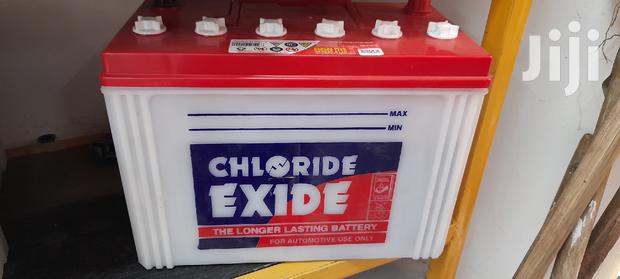 Jiji
MAX
MIN
CHLORIDE
EXIDE
THE LONGER LASTING BATTERY
FOR AUTOMOTIVE USE ONLY